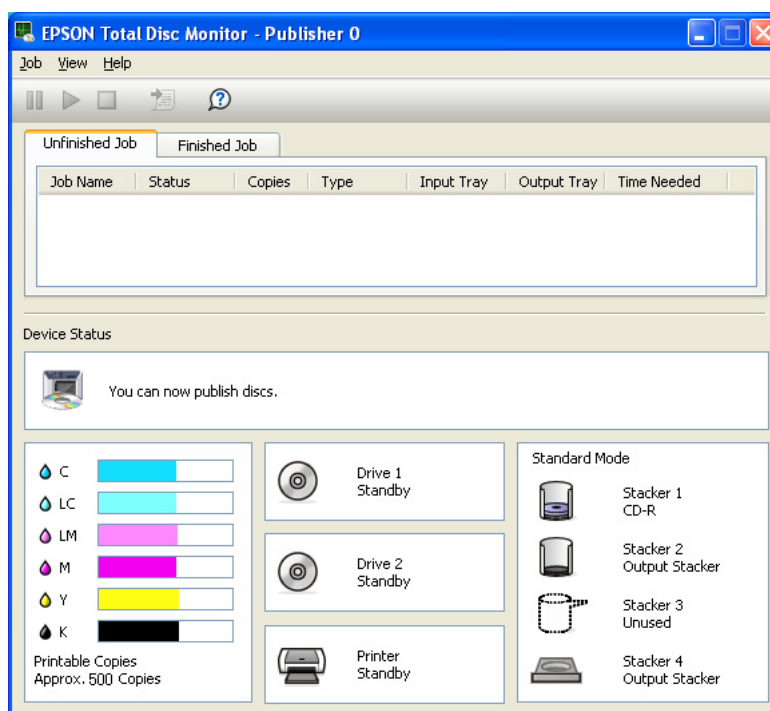 EPSON Total Disc Monitor - Publisher 0
Job View Help
Unfinished Job Finished Job
Job Name Status Copies Type Input Tray Output Tray Time Needed
Device Status
You can now publish discs.
C
LC
LM
M
Y
K
Printable Copies
Approx. 500 Copies
Drive 1
Standby
Drive 2
Standby
Printer
Standby
Standard Mode
Stacker 1
CD-R
Stacker 2
Output Stacker
Stacker 3
Unused
Stacker 4
Output Stacker